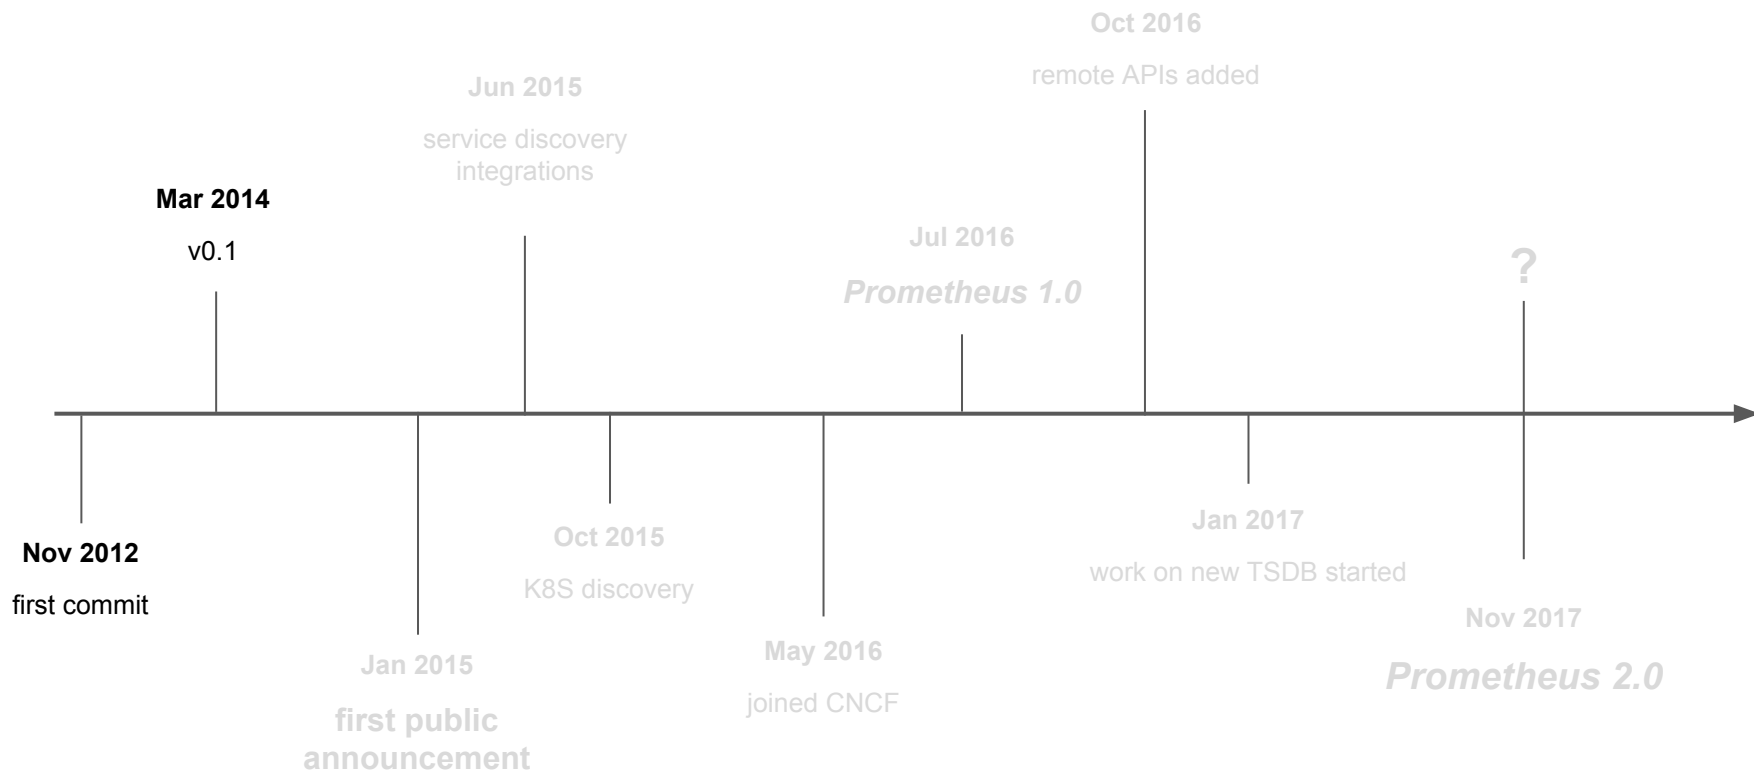 Oct 2016
remote APIs added
Jun 2015
service discovery
integrations
Mar 2014
v0.1
Jul 2016
Prometheus 1.0
?
Nov 2012
first commit
Oct 2015
K8S discovery
Jan 2017
work on new TSDB started
Jan 2015
first public
announcement
May 2016
joined CNCF
Nov 2017
Prometheus 2.0